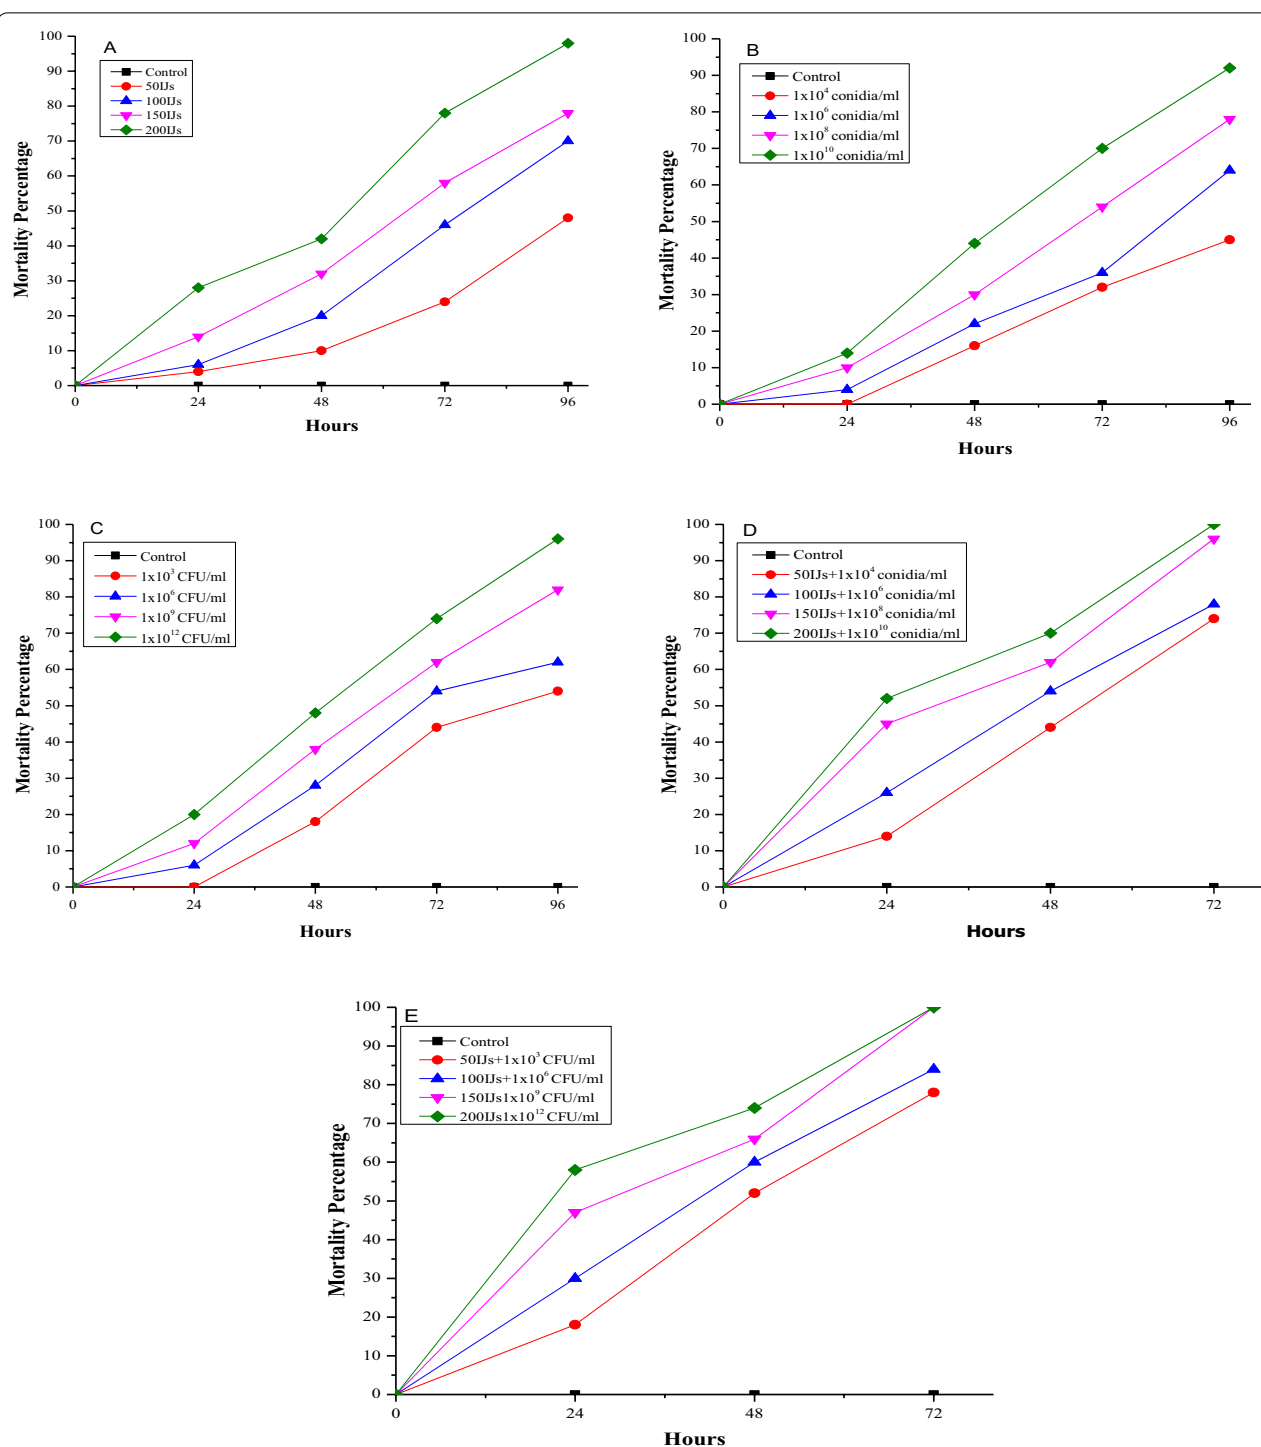 A
Control
50IJs
100IJs
150IJs
200IJs
100
90
80
70
60
50
40
30
20
10
0
Mortality Percentage
0 24 48 72 96
Hours
B
Control
1x10⁴ conidia/ml
1x10⁶ conidia/ml
1x10⁸ conidia/ml
1x10¹⁰ conidia/ml
100
90
80
70
60
50
40
30
20
10
0
Mortality Percentage
0 24 48 72 96
Hours
C
Control
1x10³ CFU/ml
1x10⁶ CFU/ml
1x10⁹ CFU/ml
1x10¹² CFU/ml
100
90
80
70
60
50
40
30
20
10
0
Mortality Percentage
0 24 48 72 96
Hours
D
Control
50IJs+1x10⁴ conidia/ml
100IJs+1x10⁶ conidia/ml
150IJs+1x10⁸ conidia/ml
200IJs+1x10¹⁰ conidia/ml
100
90
80
70
60
50
40
30
20
10
0
Mortality Percentage
0 24 48 72
Hours
E
Control
50IJs+1x10³ CFU/ml
100IJs+1x10⁶ CFU/ml
150IJs1x10⁹ CFU/ml
200IJs1x10¹² CFU/ml
100
90
80
70
60
50
40
30
20
10
0
Mortality Percentage
0 24 48 72
Hours